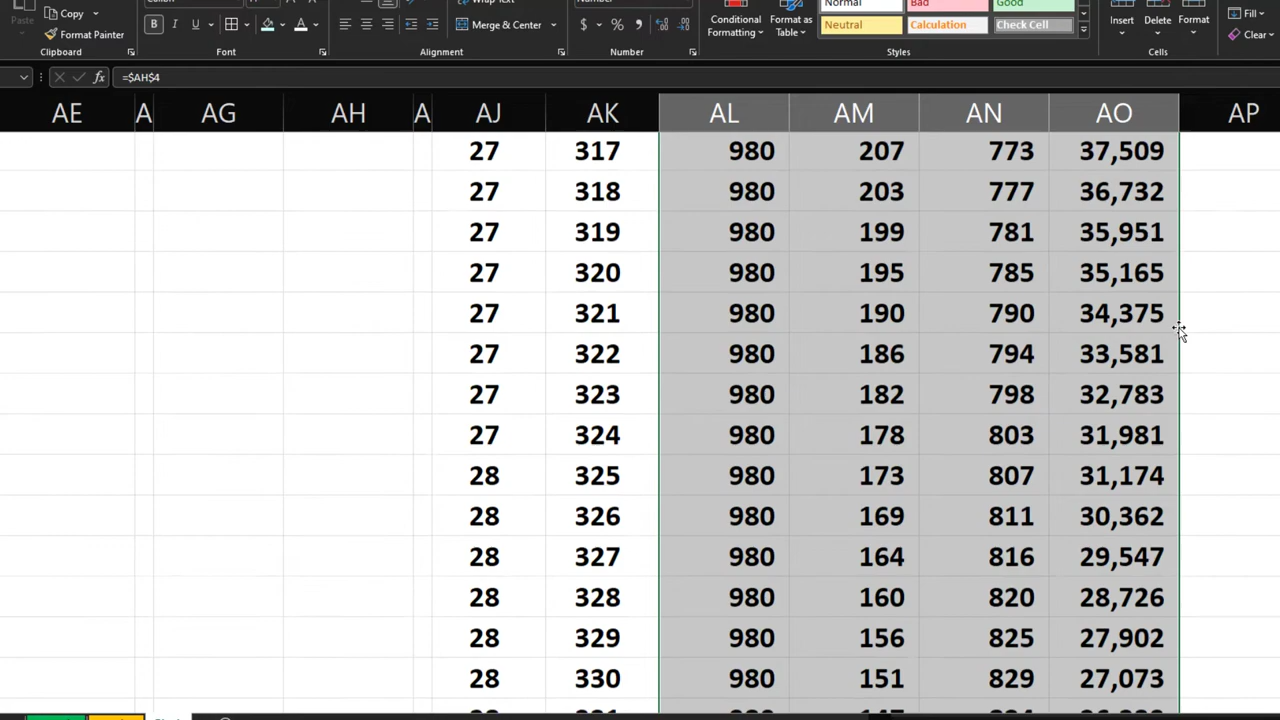 Copy
Format Painter
Clipboard
Font
Merge & Center
Alignment
$ %
Number
Conditional Formatting
Format as Table
Normal Bad Good
Neutral Calculation Check Cell
Styles
Insert Delete Format
Cells
Fill
Clear
fx =$AH$4
AE A AG AH A AJ AK AL AM AN AO AP
27 317 980 207 773 37,509
27 318 980 203 777 36,732
27 319 980 199 781 35,951
27 320 980 195 785 35,165
27 321 980 190 790 34,375
27 322 980 186 794 33,581
27 323 980 182 798 32,783
27 324 980 178 803 31,981
28 325 980 173 807 31,174
28 326 980 169 811 30,362
28 327 980 164 816 29,547
28 328 980 160 820 28,726
28 329 980 156 825 27,902
28 330 980 151 829 27,073